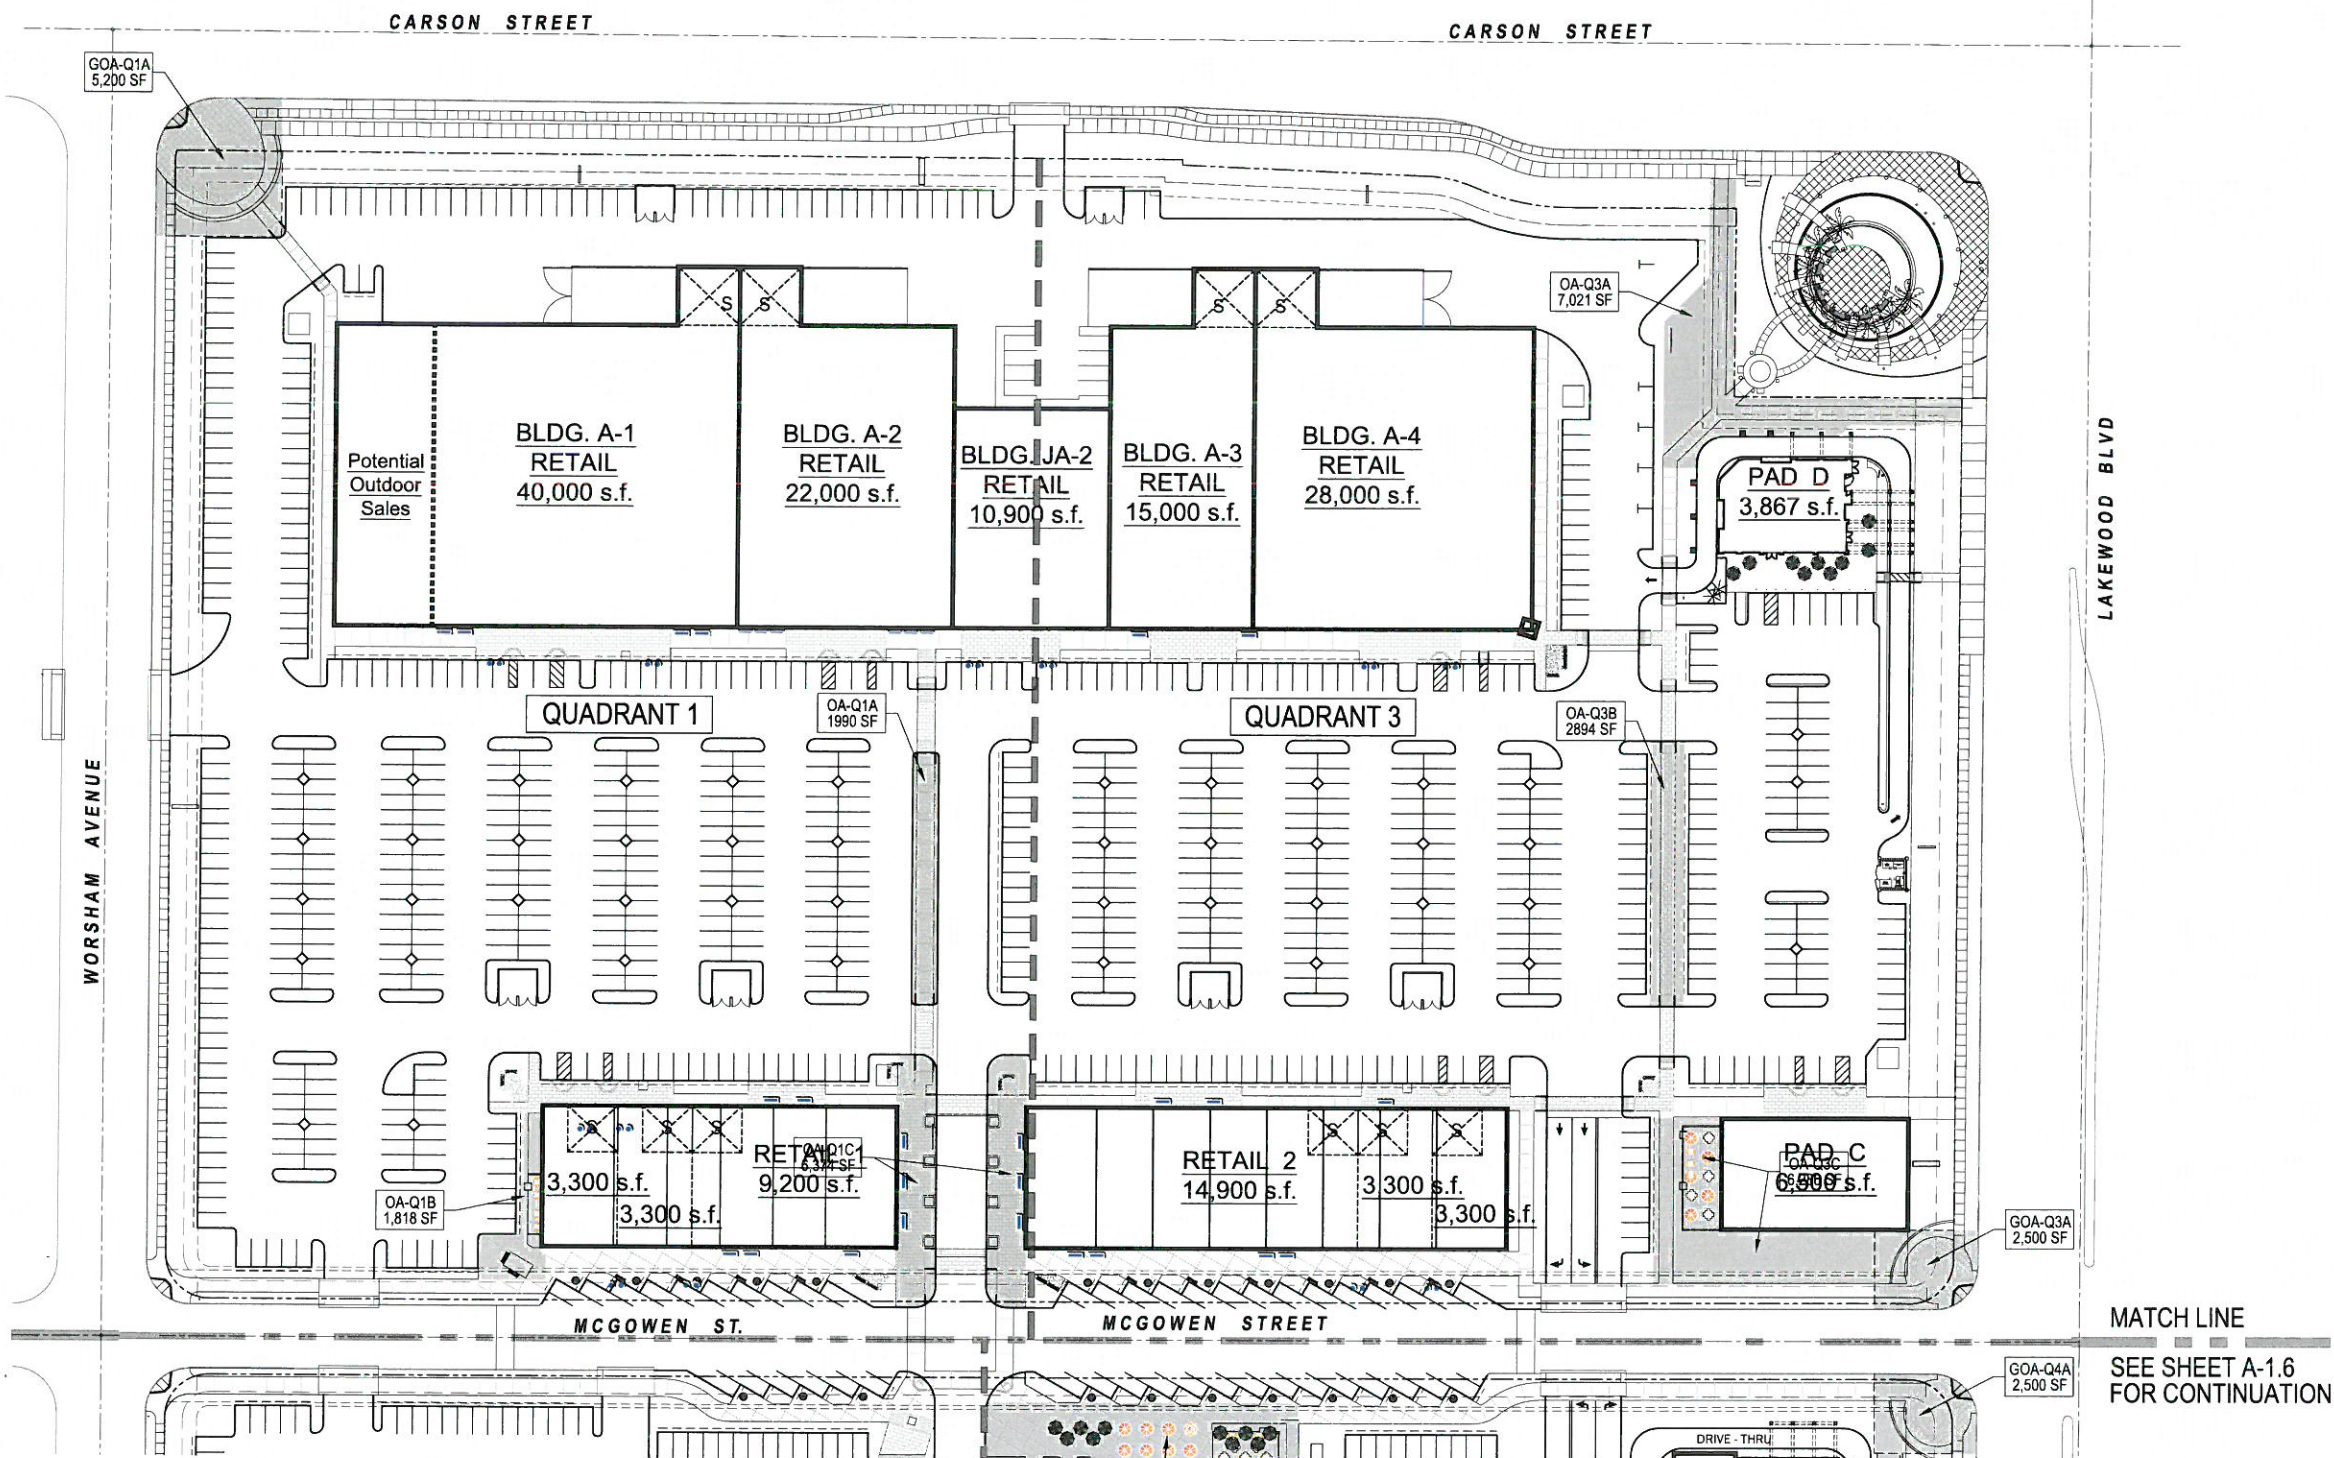 CARSON STREET
CARSON STREET
GOA-Q1A
5,200 SF
OA-Q3A
7,021 SF
S
S
S
S
Potential
Outdoor
Sales
BLDG. A-1
RETAIL
40,000 s.f.
BLDG. A-2
RETAIL
22,000 s.f.
BLDG. JA-2
RETAIL
10,900 s.f.
BLDG. A-3
RETAIL
15,000 s.f.
BLDG. A-4
RETAIL
28,000 s.f.
PAD D
3,867 s.f.
LAKEWOOD BLVD
QUADRANT 1
OA-Q1A
1990 SF
QUADRANT 3
OA-Q3B
2894 SF
WORSHAM AVENUE
S
S
S
S
S
S
RETAIL 1
9,200 s.f.
3,300 s.f.
3,300 s.f.
OA-Q1B
1,818 SF
OA-Q1C
RETAIL 2
14,900 s.f.
3,300 s.f.
3,300 s.f.
PAD C
OA-Q3C
GOA-Q3A
2,500 SF
MCGOWEN ST.
MCGOWEN STREET
MATCH LINE
SEE SHEET A-1.6
FOR CONTINUATION
GOA-Q4A
2,500 SF
DRIVE - THRU